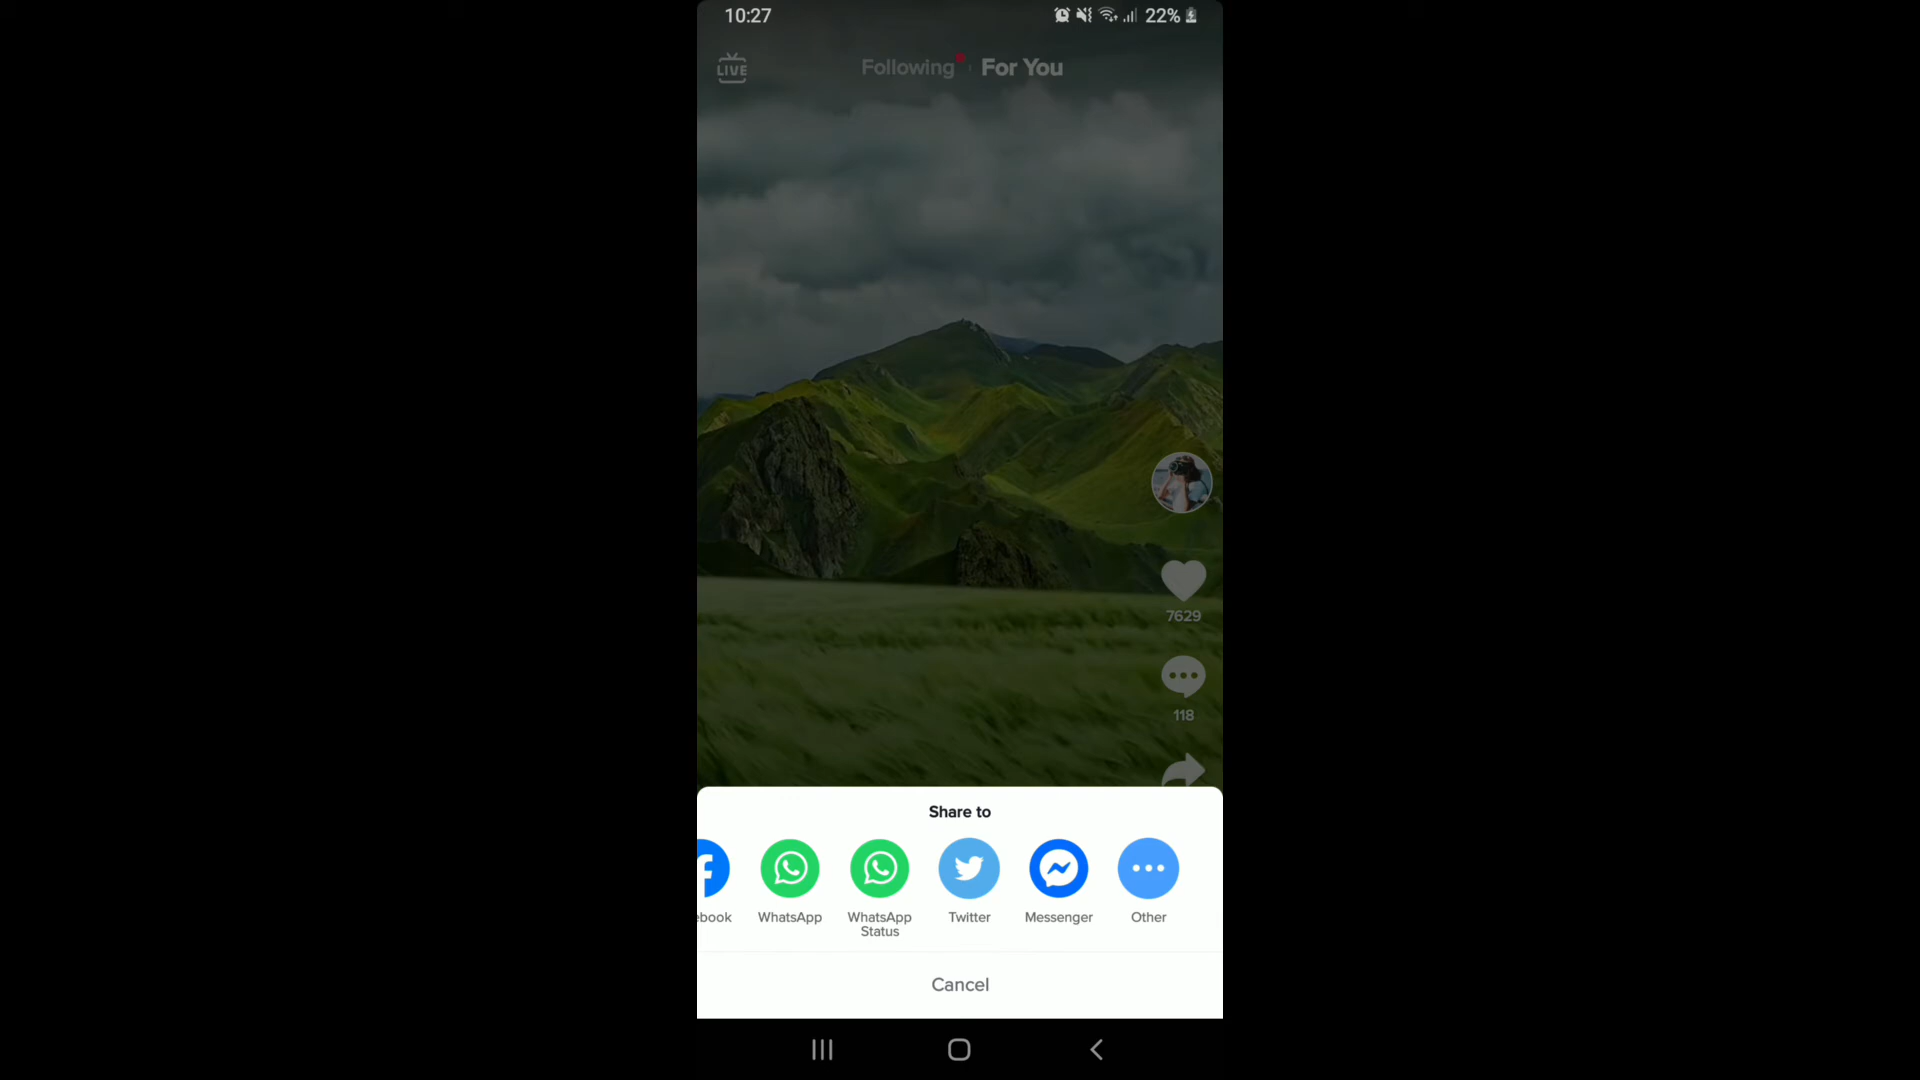 10:27
22%
LIVE
Following
For You
7629
118
Share to
ebook
WhatsApp
WhatsApp
Status
Twitter
Messenger
Other
Cancel